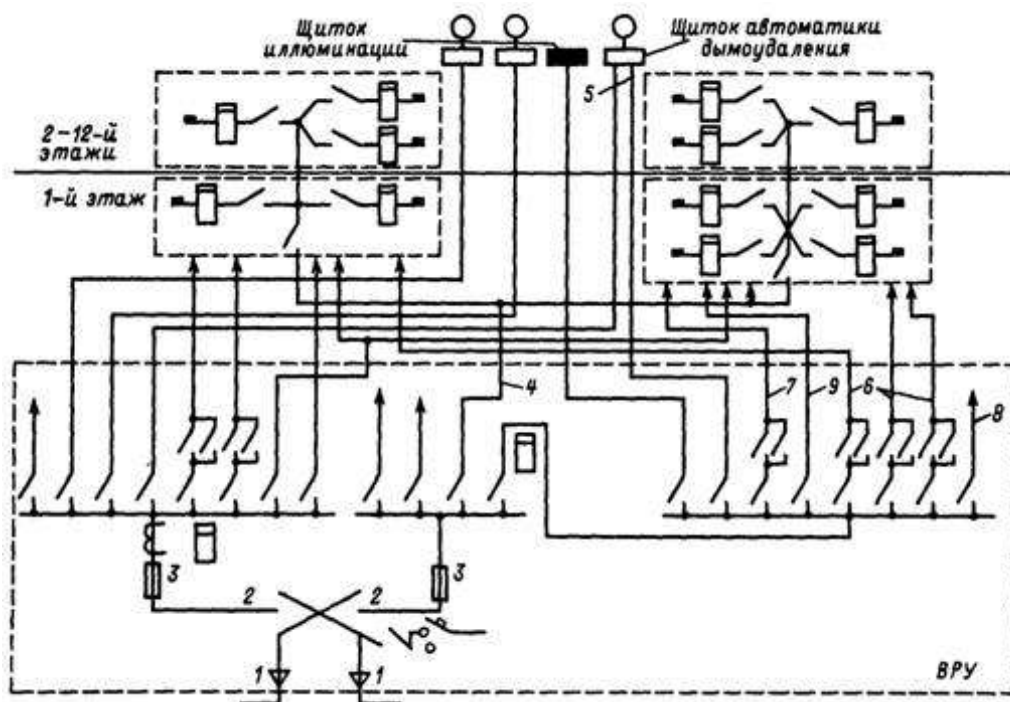 Щиток
иллюминации
Щиток автоматики
дымоудаления
5
2-12-й
этажи
1-й этаж
4
7
9
6
8
3
3
2
2
1
1
ВРУ